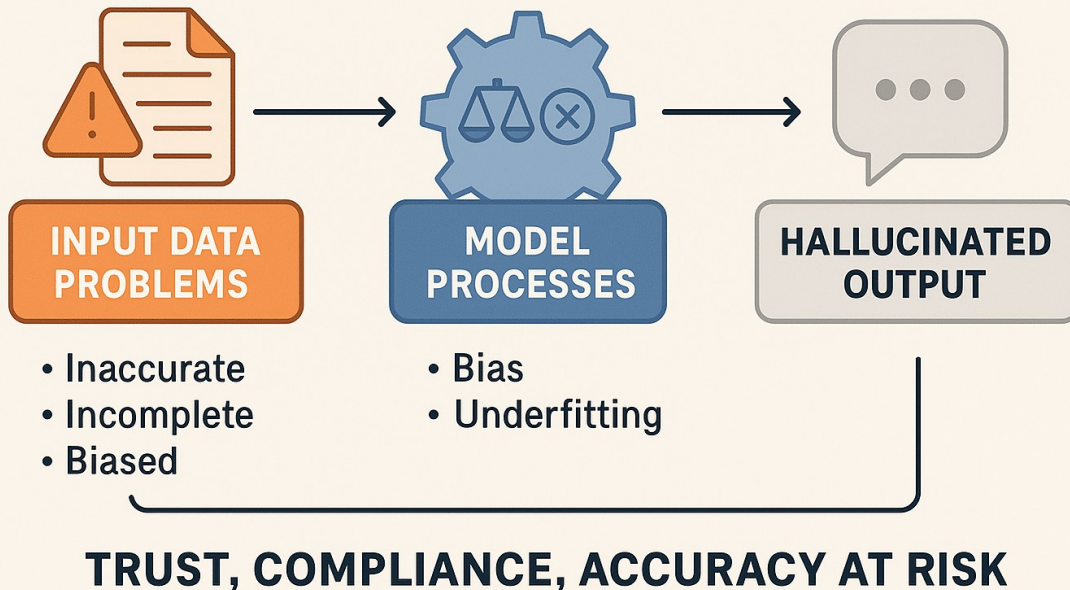 INPUT DATA
PROBLEMS
• Inaccurate
• Incomplete
• Biased
MODEL
PROCESSES
• Bias
• Underfitting
HALLUCINATED
OUTPUT
TRUST, COMPLIANCE, ACCURACY AT RISK